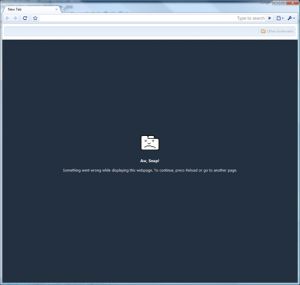 New Tab
Type to search
Other bookmarks
Aw, Snap!
Something went wrong while displaying this webpage. To continue, press Reload or go to another page.